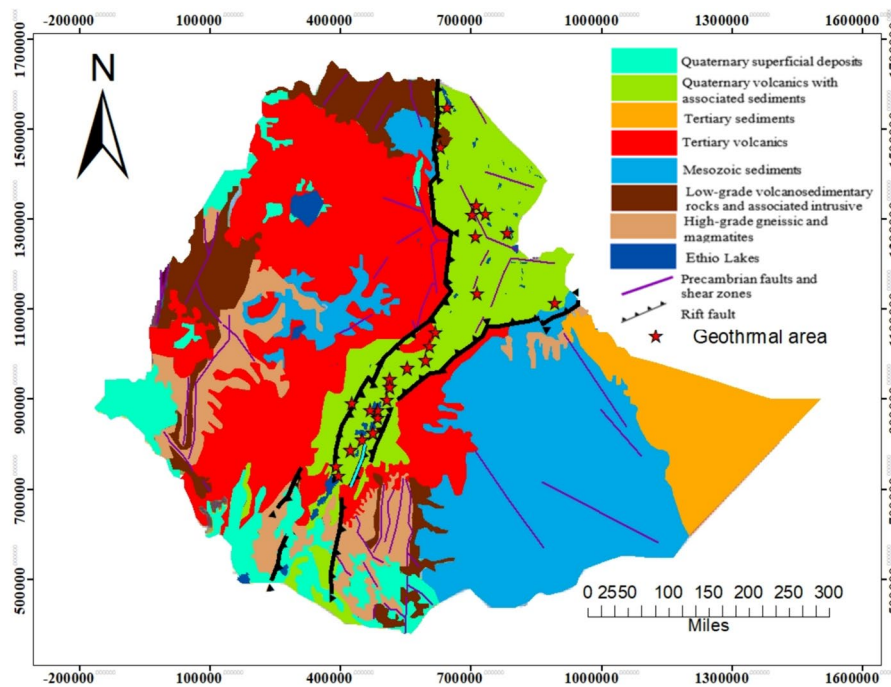 -200000 100000 400000 700000 1000000 1300000 1600000
1700000
1500000
1300000
1100000
900000
700000
500000
N
Quaternary superficial deposits
Quaternary volcanics with
associated sediments
Tertiary sediments
Tertiary volcanics
Mesozoic sediments
Low-grade volcanosedimentary
rocks and associated intrusive
High-grade gneissic and
magmatites
Ethio Lakes
Precambrian faults and
shear zones
Rift fault
Geothrmal area
0 2550 100 150 200 250 300
Miles
-200000 100000 400000 700000 1000000 1300000 1600000